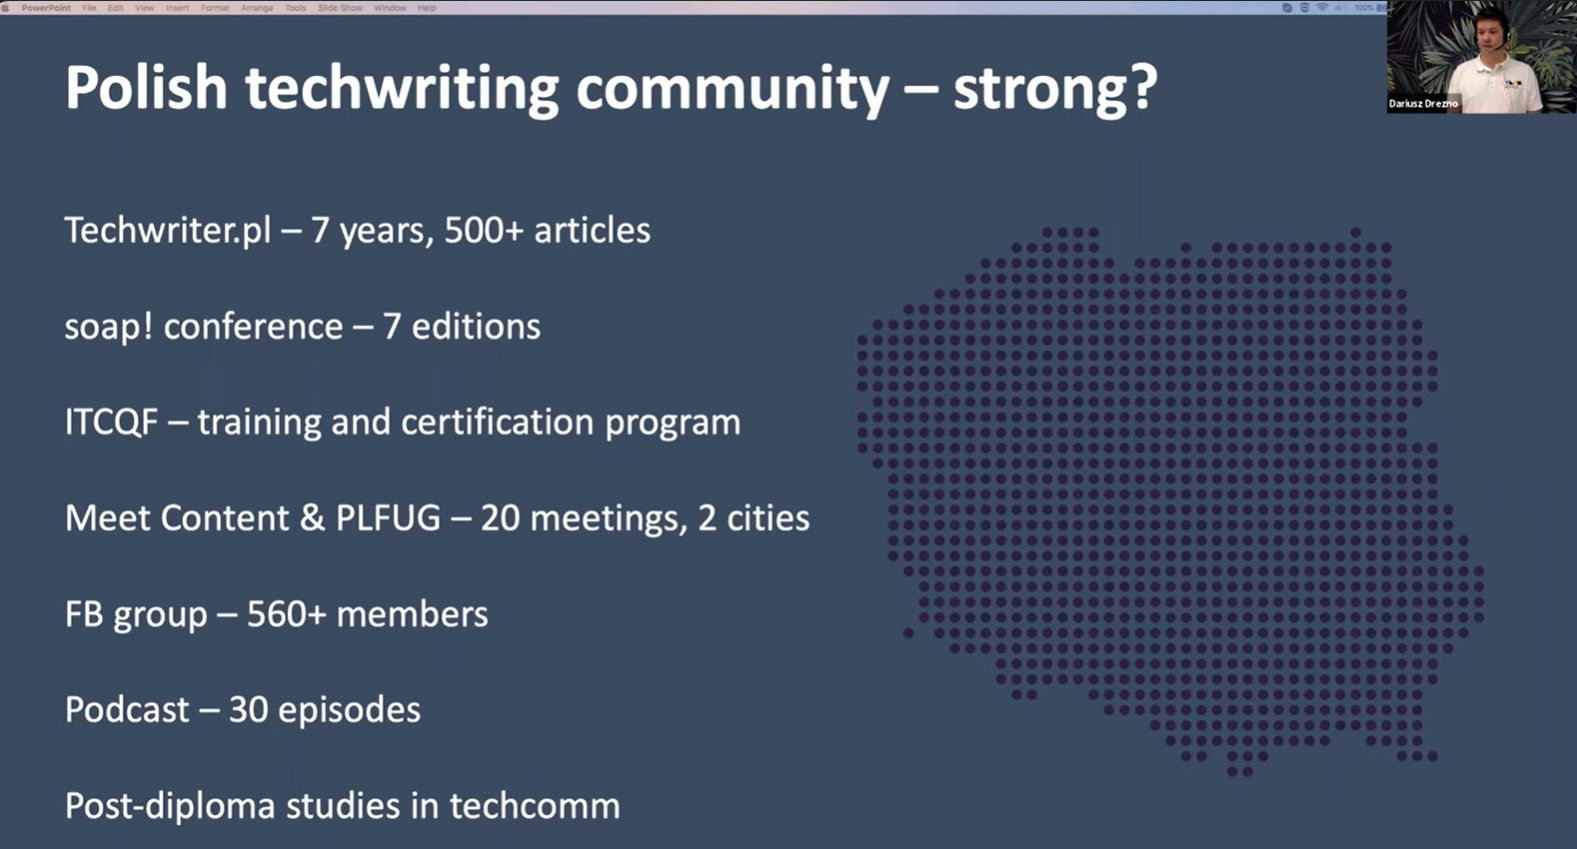 PowerPoint File Edit View Insert Format Arrange Tools Slide Show Window Help 100%
Polish techwriting community – strong?
Dariusz Drezno
Techwriter.pl – 7 years, 500+ articles
soap! conference – 7 editions
ITCQF – training and certification program
Meet Content & PLFUG – 20 meetings, 2 cities
FB group – 560+ members
Podcast – 30 episodes
Post-diploma studies in techcomm